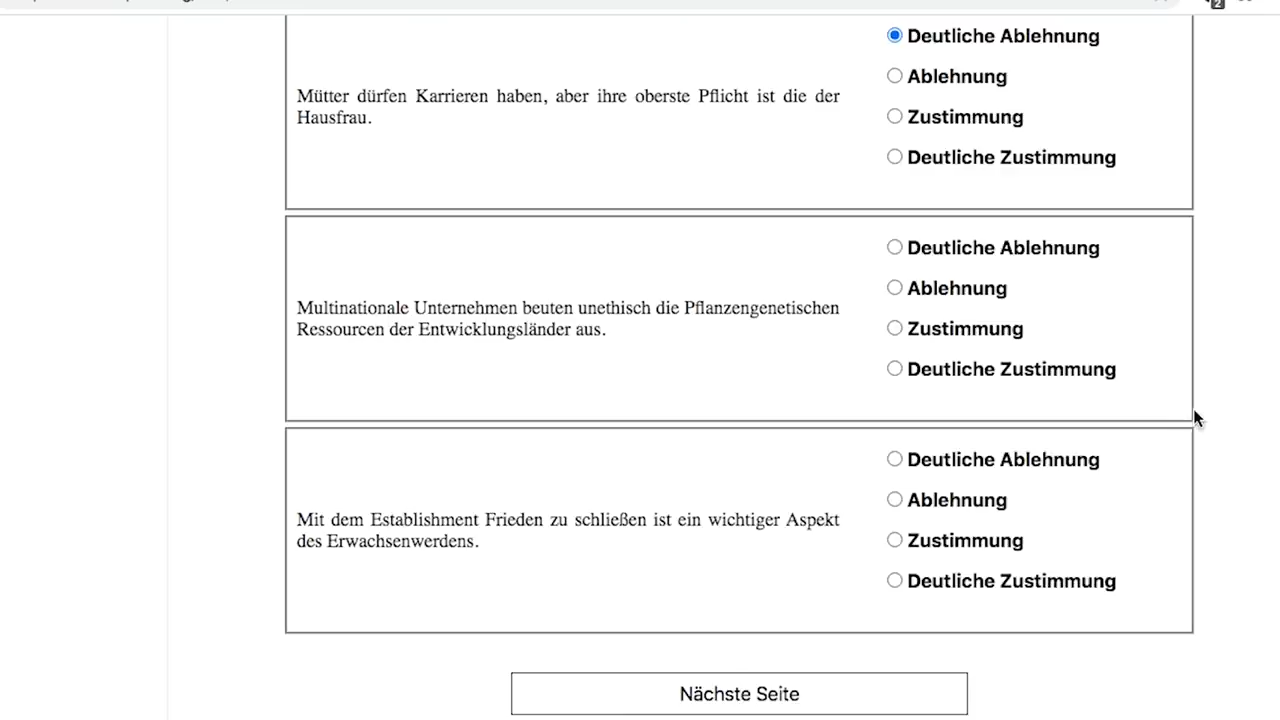 2
Deutliche Ablehnung
Ablehnung
Mütter dürfen Karrieren haben, aber ihre oberste Pflicht ist die der
Hausfrau.
Zustimmung
Deutliche Zustimmung
Deutliche Ablehnung
Ablehnung
Multinationale Unternehmen beuten unethisch die Pflanzengenetischen
Ressourcen der Entwicklungsländer aus.
Zustimmung
Deutliche Zustimmung
Deutliche Ablehnung
Ablehnung
Mit dem Establishment Frieden zu schließen ist ein wichtiger Aspekt
des Erwachsenwerdens.
Zustimmung
Deutliche Zustimmung
Nächste Seite